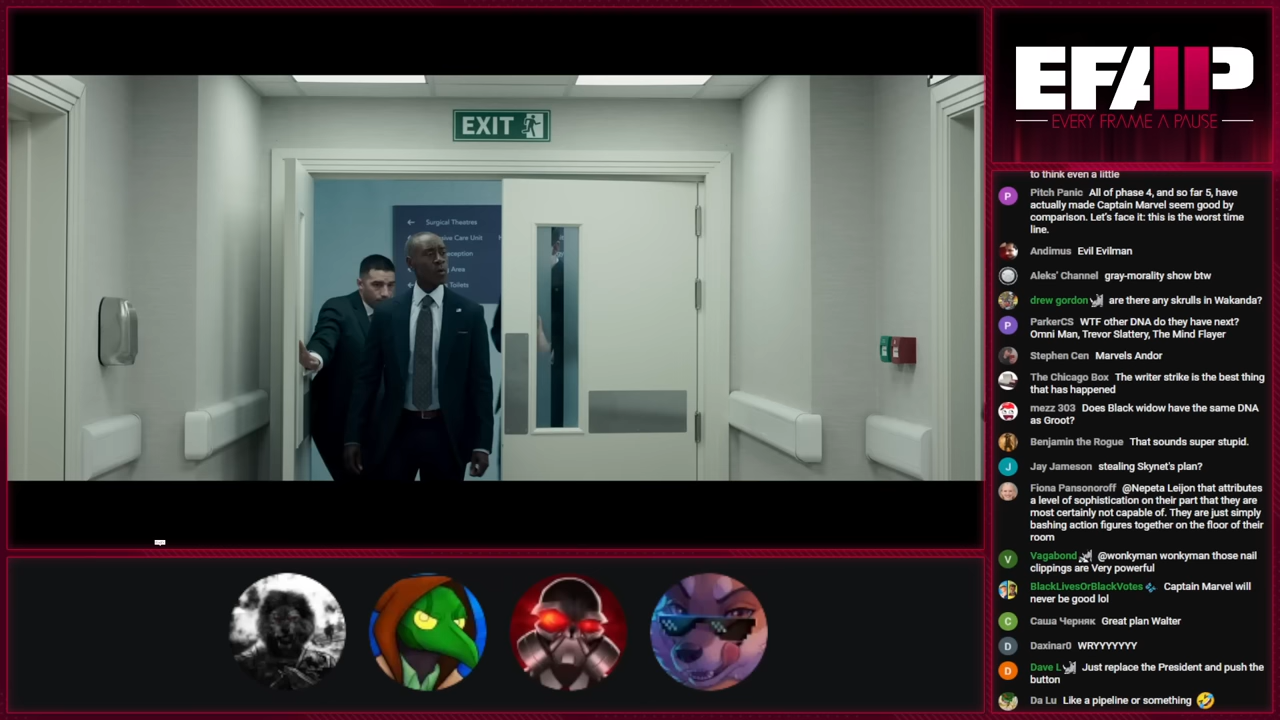 EXIT
← Surgical Theatres
Care Unit
Area
Toilets
EFAP
EVERY FRAME A PAUSE
to think even a little
Pitch Panic All of phase 4, and so far 5, have
actually made Captain Marvel seem good by
comparison. Let's face it: this is the worst time
line.
Andimus Evil Evilman
Aleks' Channel gray-morality show btw
drew gordon are there any skrulls in Wakanda?
ParkerCS WTF other DNA do they have next?
Omni Man, Trevor Slattery, The Mind Flayer
Stephen Cen Marvels Andor
The Chicago Box The writer strike is the best thing
that has happened
mezz 303 Does Black widow have the same DNA
as Groot?
Benjamin the Rogue That sounds super stupid.
Jay Jameson stealing Skynet's plan?
Fiona Pansonoroff @Nepeta Leijon that attributes
a level of sophistication on their part that they are
most certainly not capable of. They are just simply
bashing action figures together on the floor of their
room
Vagabond @wonkyman wonkyman those nail
clippings are Very powerful
BlackLivesOrBlackVotes Captain Marvel will
never be good lol
Саша Черняк Great plan Walter
Daxinar0 WRYYYYYY
Dave L Just replace the President and push the
button
Da Lu Like a pipeline or something 🤣